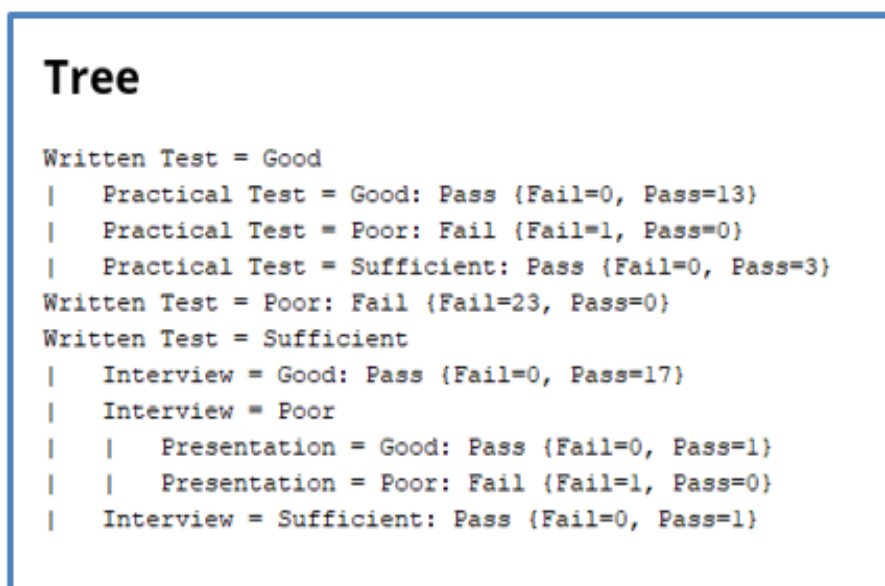 Tree
Written Test = Good
|   Practical Test = Good: Pass {Fail=0, Pass=13}
|   Practical Test = Poor: Fail {Fail=1, Pass=0}
|   Practical Test = Sufficient: Pass {Fail=0, Pass=3}
Written Test = Poor: Fail {Fail=23, Pass=0}
Written Test = Sufficient
|   Interview = Good: Pass {Fail=0, Pass=17}
|   Interview = Poor
|   |   Presentation = Good: Pass {Fail=0, Pass=1}
|   |   Presentation = Poor: Fail {Fail=1, Pass=0}
|   Interview = Sufficient: Pass {Fail=0, Pass=1}